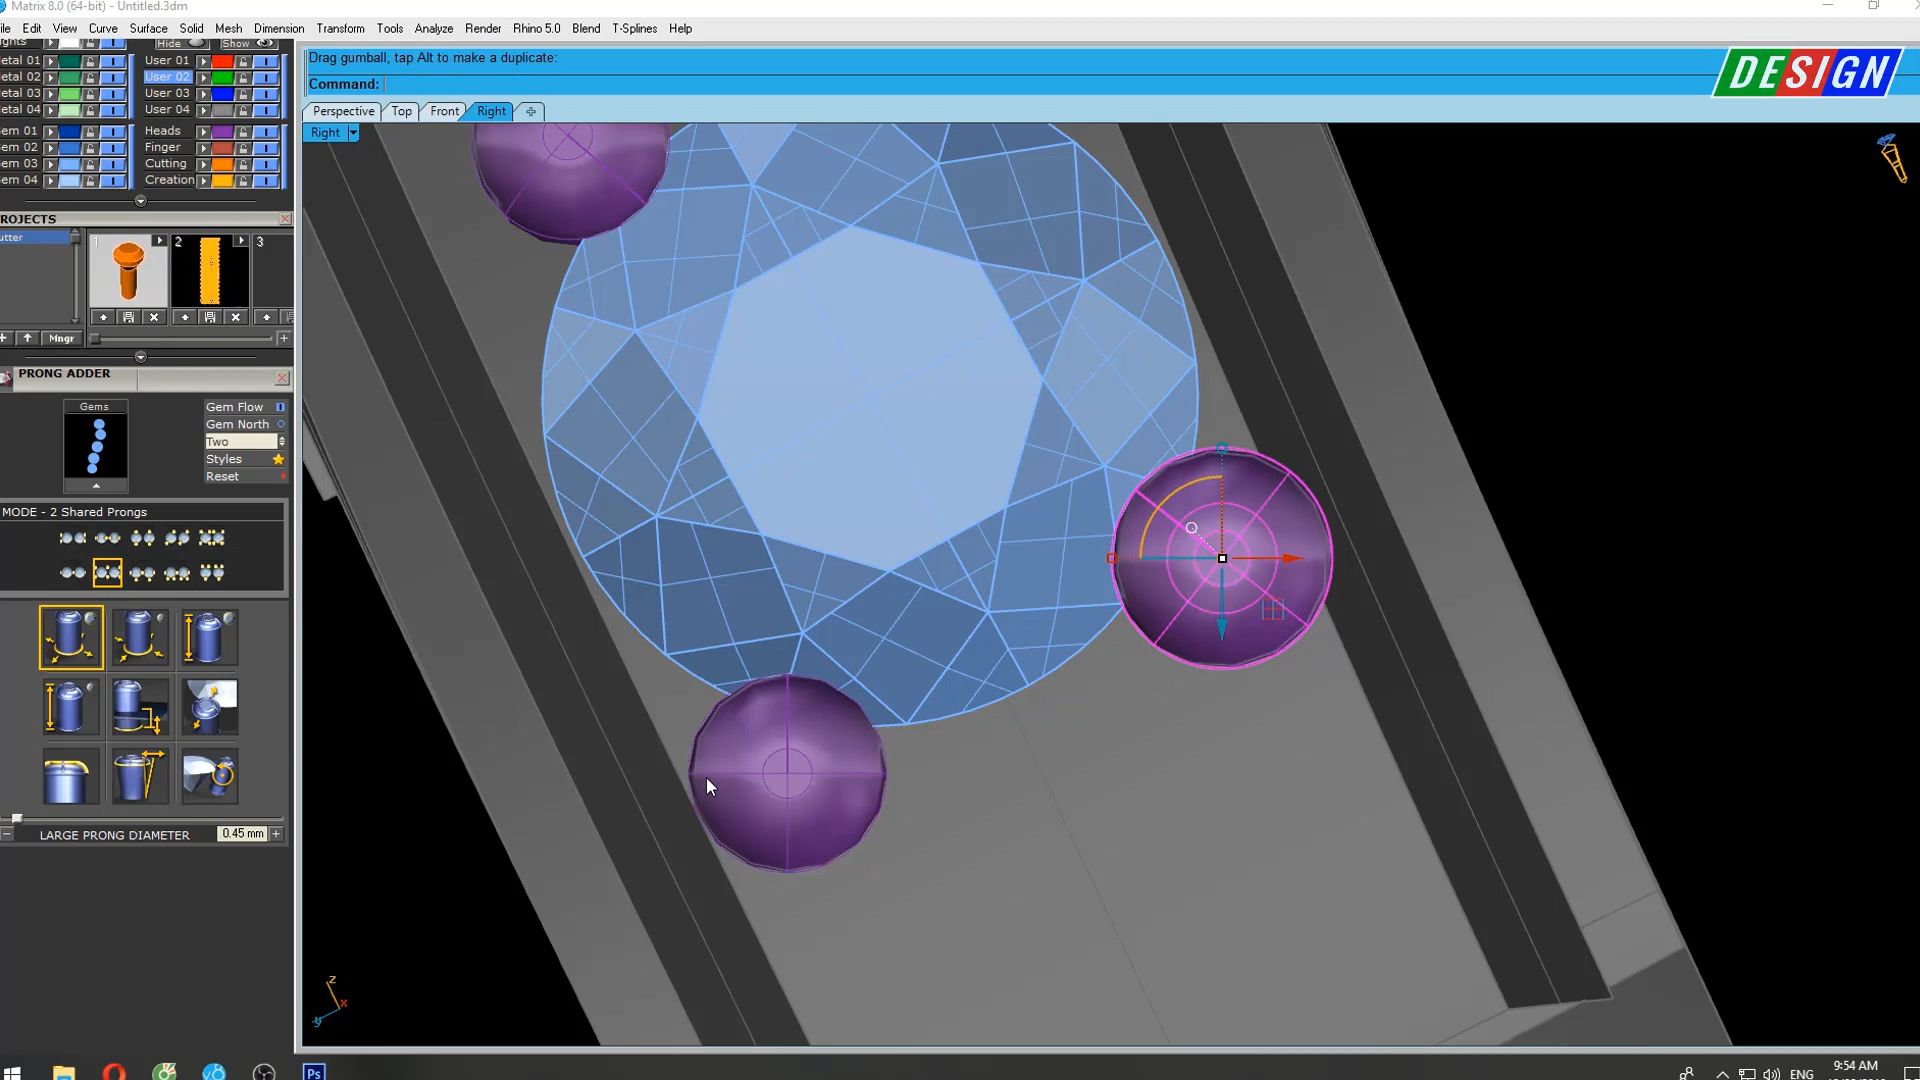 Matrix 8.0 (64-bit) - Untitled.3dm
ile Edit View Curve Surface Solid Mesh Dimension Transform Tools Analyze Render Rhino 5.0 Blend T-Splines Help
ghts Hide Show
etal 01 User 01
etal 02 User 02
etal 03 User 03
etal 04 User 04
em 01 Heads
em 02 Finger
em 03 Cutting
em 04 Creation
ROJECTS
utter
1 2 3
Mngr
PRONG ADDER
Gems
Gem Flow
Gem North
Two
Styles
Reset
MODE - 2 Shared Prongs
LARGE PRONG DIAMETER 0.45 mm
Drag gumball, tap Alt to make a duplicate:
Command:
Perspective Top Front Right
Right
DESIGN
z
x
y
Ps
ENG
9:54 AM